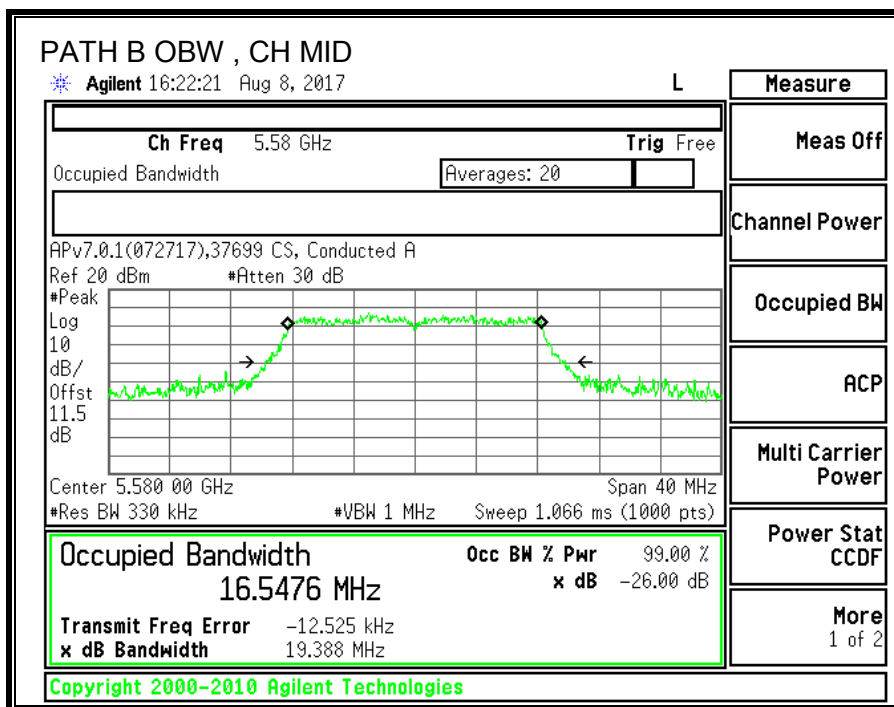 PATH B OBW , CH MID
Agilent 16:22:21 Aug 8, 2017 L
Ch Freq 5.58 GHz Trig Free
Occupied Bandwidth Averages: 20
APv7.0.1(072717),37699 CS, Conducted A
Ref 20 dBm #Atten 30 dB
#Peak
Log
10
dB/
Offst
11.5
dB
Center 5.580 00 GHz Span 40 MHz
#Res BW 330 kHz #VBW 1 MHz Sweep 1.066 ms (1000 pts)
Occupied Bandwidth Occ BW % Pwr 99.00 %
16.5476 MHz x dB -26.00 dB
Transmit Freq Error -12.525 kHz
x dB Bandwidth 19.388 MHz
Copyright 2000-2010 Agilent Technologies
Measure
Meas Off
Channel Power
Occupied BW
ACP
Multi Carrier
Power
Power Stat
CCDF
More
1 of 2